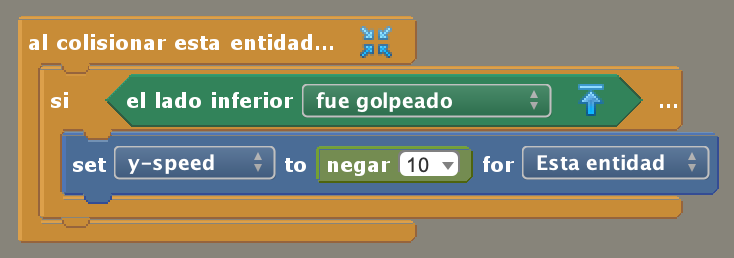 al colisionar esta entidad...
si el lado inferior fue golpeado ...
set y-speed to negar 10 for Esta entidad